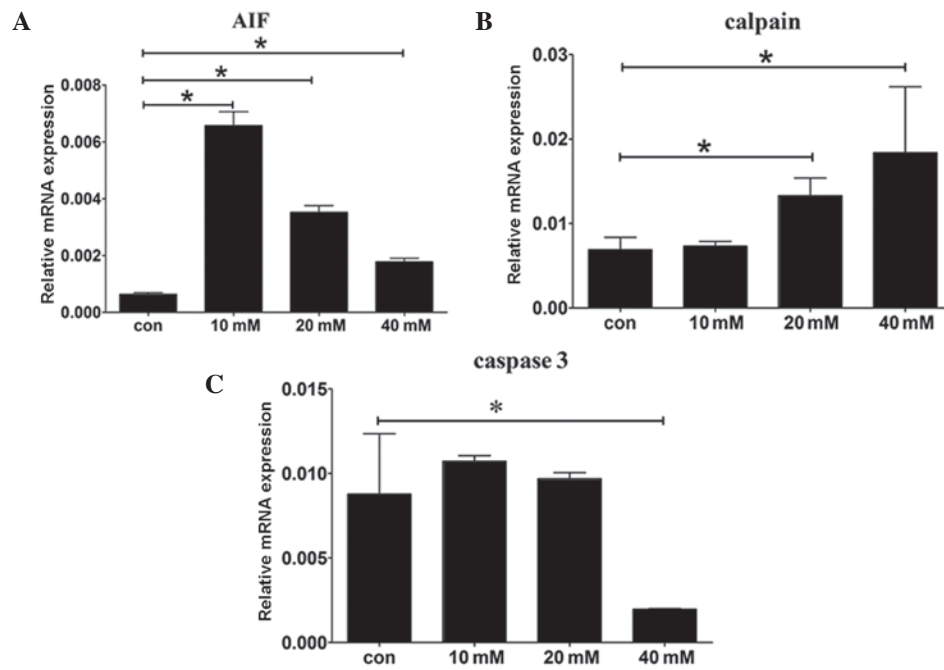 A
AIF
*
*
*
Relative mRNA expression
0.008
0.006
0.004
0.002
0.000
con 10 mM 20 mM 40 mM
B
calpain
*
*
Relative mRNA expression
0.03
0.02
0.01
0.00
con 10 mM 20 mM 40 mM
C
caspase 3
*
Relative mRNA expression
0.015
0.010
0.005
0.000
con 10 mM 20 mM 40 mM